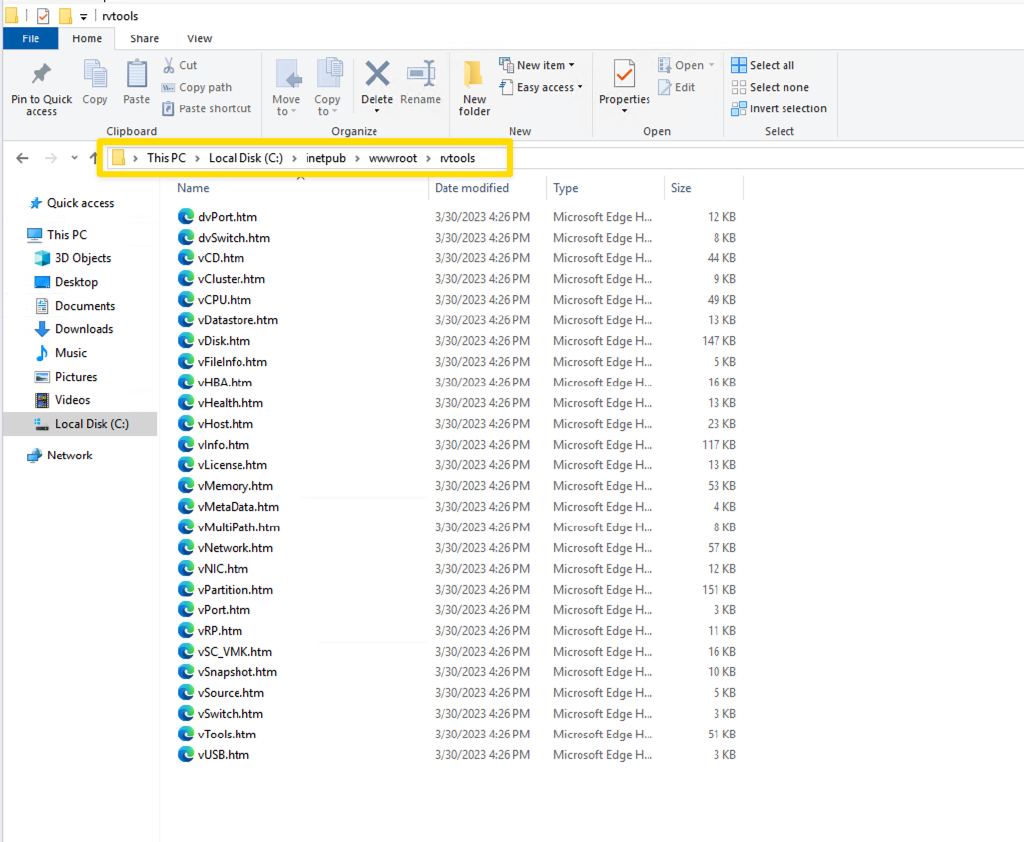 rvtools
File Home Share View
Pin to Quick access
Copy
Paste
Cut
Copy path
Paste shortcut
Clipboard
Move to
Copy to
Delete
Rename
Organize
New folder
New item
Easy access
New
Properties
Open
Edit
Open
Select all
Select none
Invert selection
Select
This PC > Local Disk (C:) > inetpub > wwwroot > rvtools
Quick access
This PC
3D Objects
Desktop
Documents
Downloads
Music
Pictures
Videos
Local Disk (C:)
Network
Name Date modified Type Size
dvPort.htm 3/30/2023 4:26 PM Microsoft Edge H... 12 KB
dvSwitch.htm 3/30/2023 4:26 PM Microsoft Edge H... 8 KB
vCD.htm 3/30/2023 4:26 PM Microsoft Edge H... 44 KB
vCluster.htm 3/30/2023 4:26 PM Microsoft Edge H... 9 KB
vCPU.htm 3/30/2023 4:26 PM Microsoft Edge H... 49 KB
vDatastore.htm 3/30/2023 4:26 PM Microsoft Edge H... 13 KB
vDisk.htm 3/30/2023 4:26 PM Microsoft Edge H... 147 KB
vFileInfo.htm 3/30/2023 4:26 PM Microsoft Edge H... 5 KB
vHBA.htm 3/30/2023 4:26 PM Microsoft Edge H... 16 KB
vHealth.htm 3/30/2023 4:26 PM Microsoft Edge H... 13 KB
vHost.htm 3/30/2023 4:26 PM Microsoft Edge H... 23 KB
vInfo.htm 3/30/2023 4:26 PM Microsoft Edge H... 117 KB
vLicense.htm 3/30/2023 4:26 PM Microsoft Edge H... 13 KB
vMemory.htm 3/30/2023 4:26 PM Microsoft Edge H... 53 KB
vMetaData.htm 3/30/2023 4:26 PM Microsoft Edge H... 4 KB
vMultiPath.htm 3/30/2023 4:26 PM Microsoft Edge H... 8 KB
vNetwork.htm 3/30/2023 4:26 PM Microsoft Edge H... 57 KB
vNIC.htm 3/30/2023 4:26 PM Microsoft Edge H... 12 KB
vPartition.htm 3/30/2023 4:26 PM Microsoft Edge H... 151 KB
vPort.htm 3/30/2023 4:26 PM Microsoft Edge H... 3 KB
vRP.htm 3/30/2023 4:26 PM Microsoft Edge H... 11 KB
vSC_VMK.htm 3/30/2023 4:26 PM Microsoft Edge H... 16 KB
vSnapshot.htm 3/30/2023 4:26 PM Microsoft Edge H... 10 KB
vSource.htm 3/30/2023 4:26 PM Microsoft Edge H... 5 KB
vSwitch.htm 3/30/2023 4:26 PM Microsoft Edge H... 3 KB
vTools.htm 3/30/2023 4:26 PM Microsoft Edge H... 51 KB
vUSB.htm 3/30/2023 4:26 PM Microsoft Edge H... 3 KB